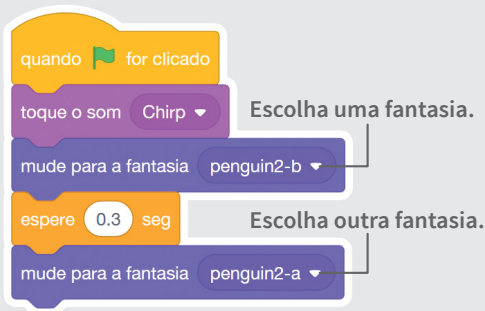 quando for clicado
toque o som Chirp
Escolha uma fantasia.
mude para a fantasia penguin2-b
espere 0.3 seg
Escolha outra fantasia.
mude para a fantasia penguin2-a